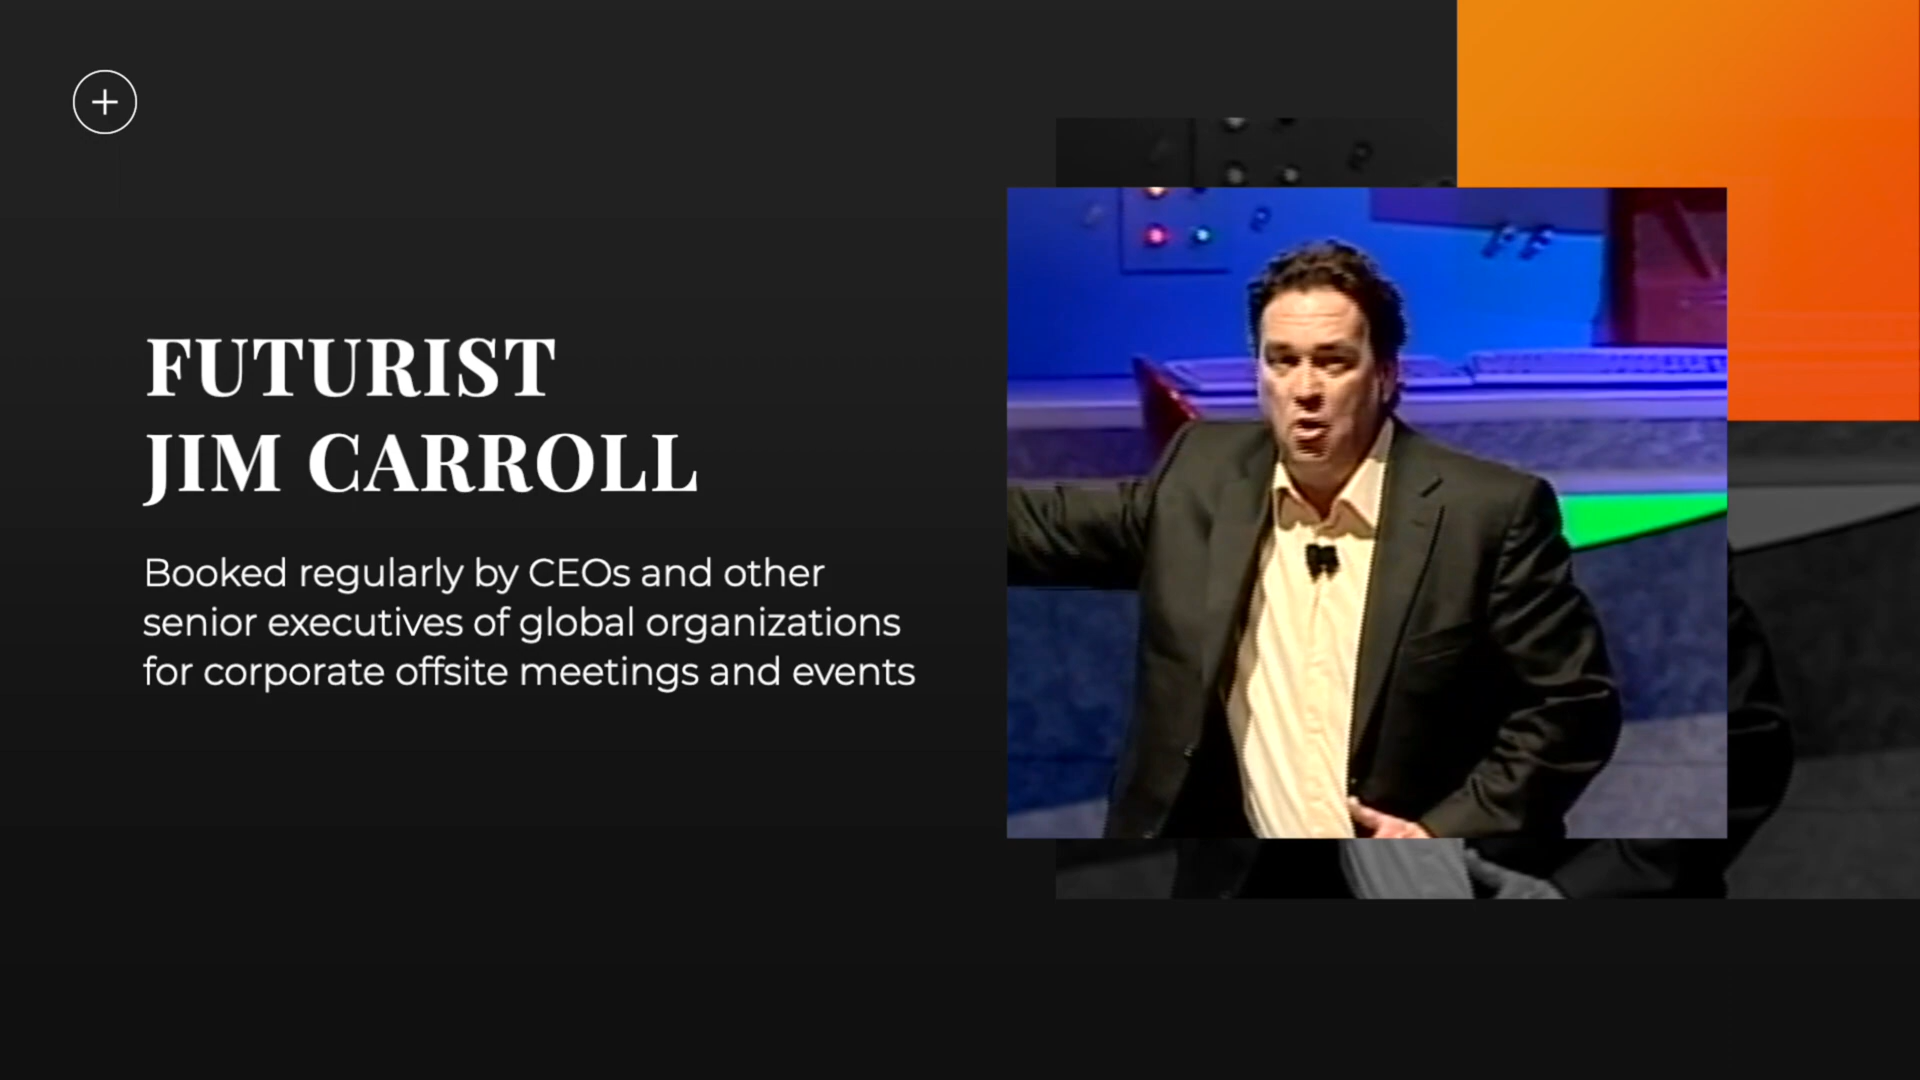 FUTURIST
JIM CARROLL
Booked regularly by CEOs and other
senior executives of global organizations
for corporate offsite meetings and events